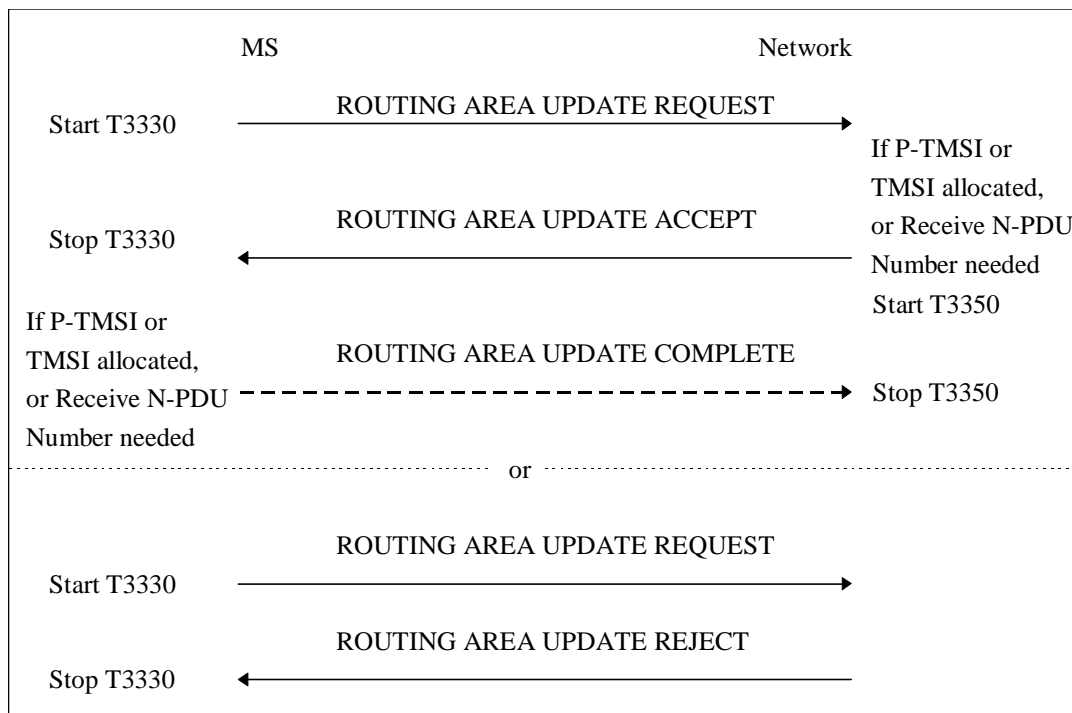 MS Network
ROUTING AREA UPDATE REQUEST
Start T3330
If P-TMSI or
TMSI allocated,
or Receive N-PDU
Number needed
Start T3350
ROUTING AREA UPDATE ACCEPT
Stop T3330
If P-TMSI or
TMSI allocated,
or Receive N-PDU
Number needed
ROUTING AREA UPDATE COMPLETE
Stop T3350
or
ROUTING AREA UPDATE REQUEST
Start T3330
ROUTING AREA UPDATE REJECT
Stop T3330